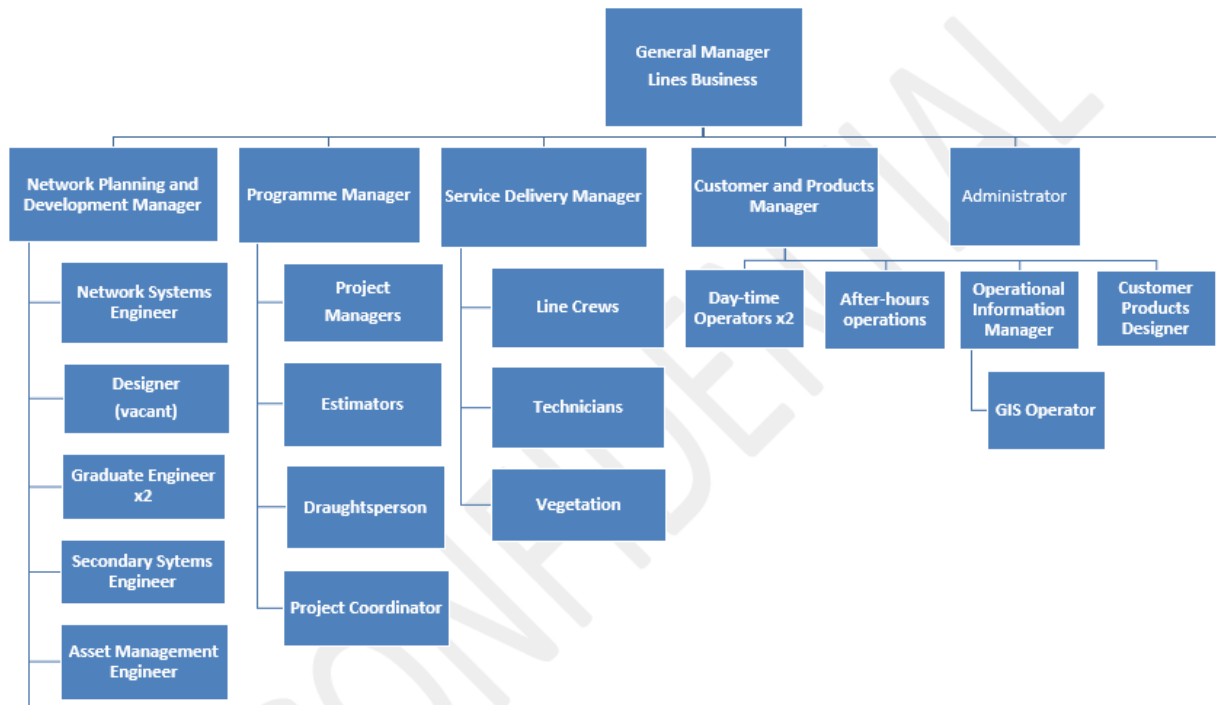 General Manager
Lines Business
Network Planning and
Development Manager
Programme Manager
Service Delivery Manager
Customer and Products
Manager
Administrator
Network Systems
Engineer
Designer
(vacant)
Graduate Engineer
x2
Secondary Sytems
Engineer
Asset Management
Engineer
Project
Managers
Estimators
Draughtsperson
Project Coordinator
Line Crews
Technicians
Vegetation
Day-time
Operators x2
After-hours
operations
Operational
Information
Manager
GIS Operator
Customer
Products
Designer
CONFIDENTIAL